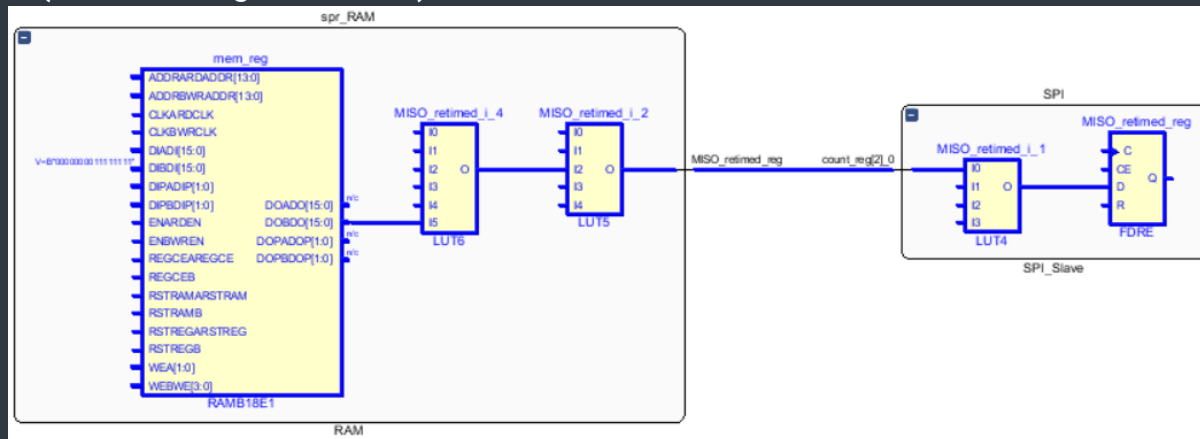 spr_RAM
mem_reg
ADDRARDADDR[13:0]
ADDRBWRADDR[13:0]
CLKARDCLK
CLKBWRCLK
DIADI[15:0]
V=B"0000000011111111"
DIBDI[15:0]
DIPADIP[1:0]
DIPBDIP[1:0]
ENARDEN
ENBWREN
REGCEAREGCE
REGCEB
RSTRAMARSTRAM
RSTRAMB
RSTREGARSTREG
RSTREGB
WEA[1:0]
WEBWE[3:0]
DOADO[15:0]
n/c
DOBDO[15:0]
DOPADOP[1:0]
n/c
DOPBDOP[1:0]
n/c
RAMB18E1
RAM
MISO_retimed_i_4
I0
I1
I2
I3
I4
I5
O
LUT6
MISO_retimed_i_2
I0
I1
I2
I3
I4
O
LUT5
MISO_retimed_reg
count_reg[2]_0
SPI
MISO_retimed_i_1
I0
I1
I2
I3
O
LUT4
MISO_retimed_reg
C
CE
D
R
Q
FDRE
SPI_Slave